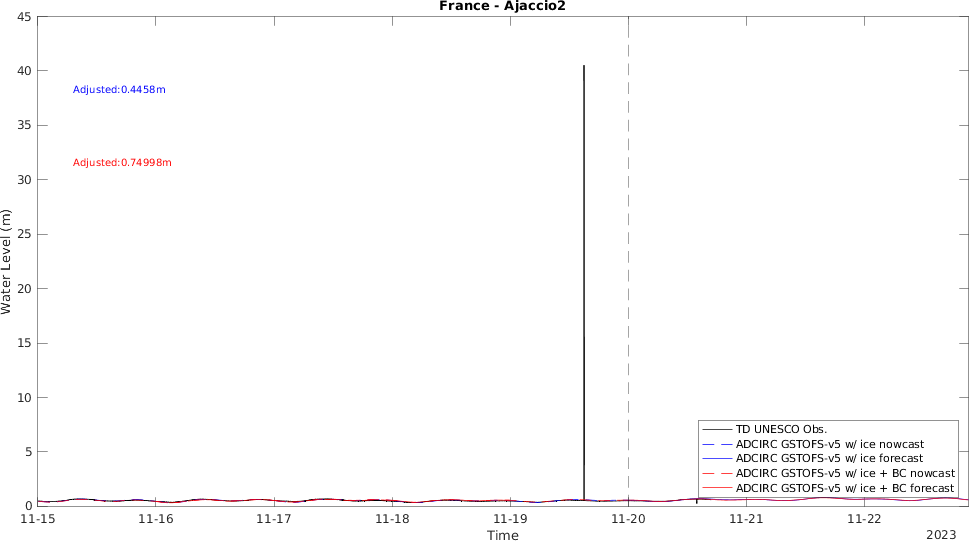 France - Ajaccio2
45
40
35
30
25
20
15
10
5
0
Water Level (m)
Adjusted:0.4458m
Adjusted:0.74998m
TD UNESCO Obs.
ADCIRC GSTOFS-v5 w/ ice nowcast
ADCIRC GSTOFS-v5 w/ ice forecast
ADCIRC GSTOFS-v5 w/ ice + BC nowcast
ADCIRC GSTOFS-v5 w/ ice + BC forecast
11-15 11-16 11-17 11-18 11-19 11-20 11-21 11-22
Time
2023